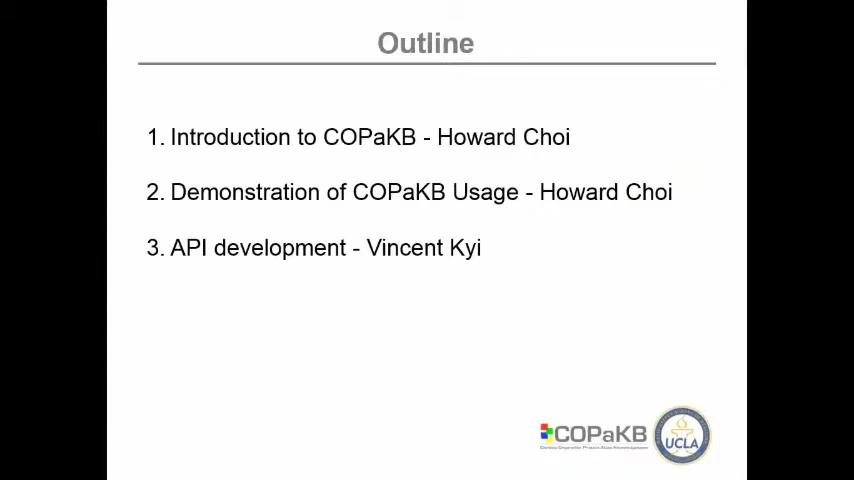 Outline
1. Introduction to COPaKB - Howard Choi
2. Demonstration of COPaKB Usage - Howard Choi
3. API development - Vincent Kyi
COPaKB
UCLA